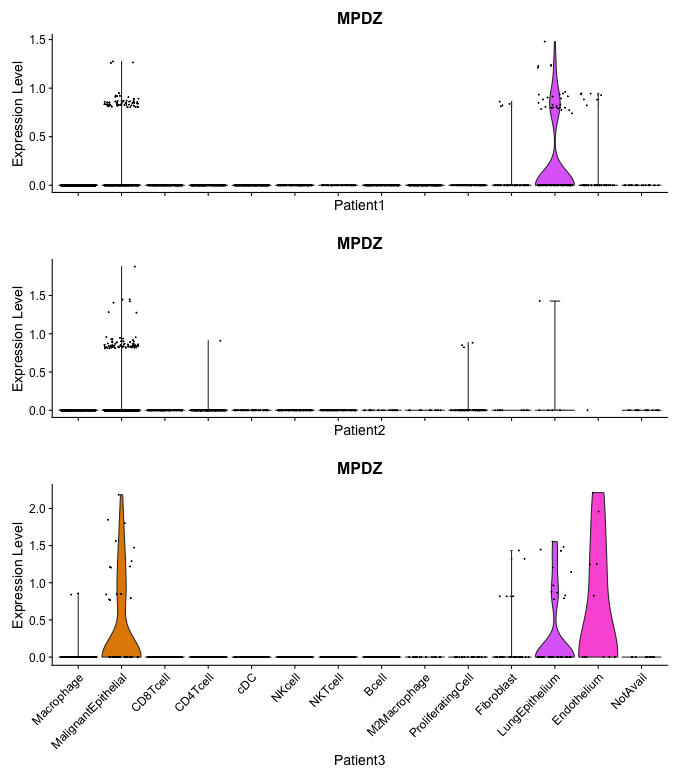 MPDZ
Expression Level
1.5
1.0
0.5
0.0
Patient1
MPDZ
Expression Level
1.5
1.0
0.5
0.0
Patient2
MPDZ
Expression Level
2.0
1.5
1.0
0.5
0.0
Macrophage
MalignantEpithelial
CD8Tcell
CD4Tcell
cDC
NKcell
NKTcell
Bcell
M2Macrophage
ProliferatingCell
Fibroblast
LungEpithelium
Endothelium
NotAvail
Patient3